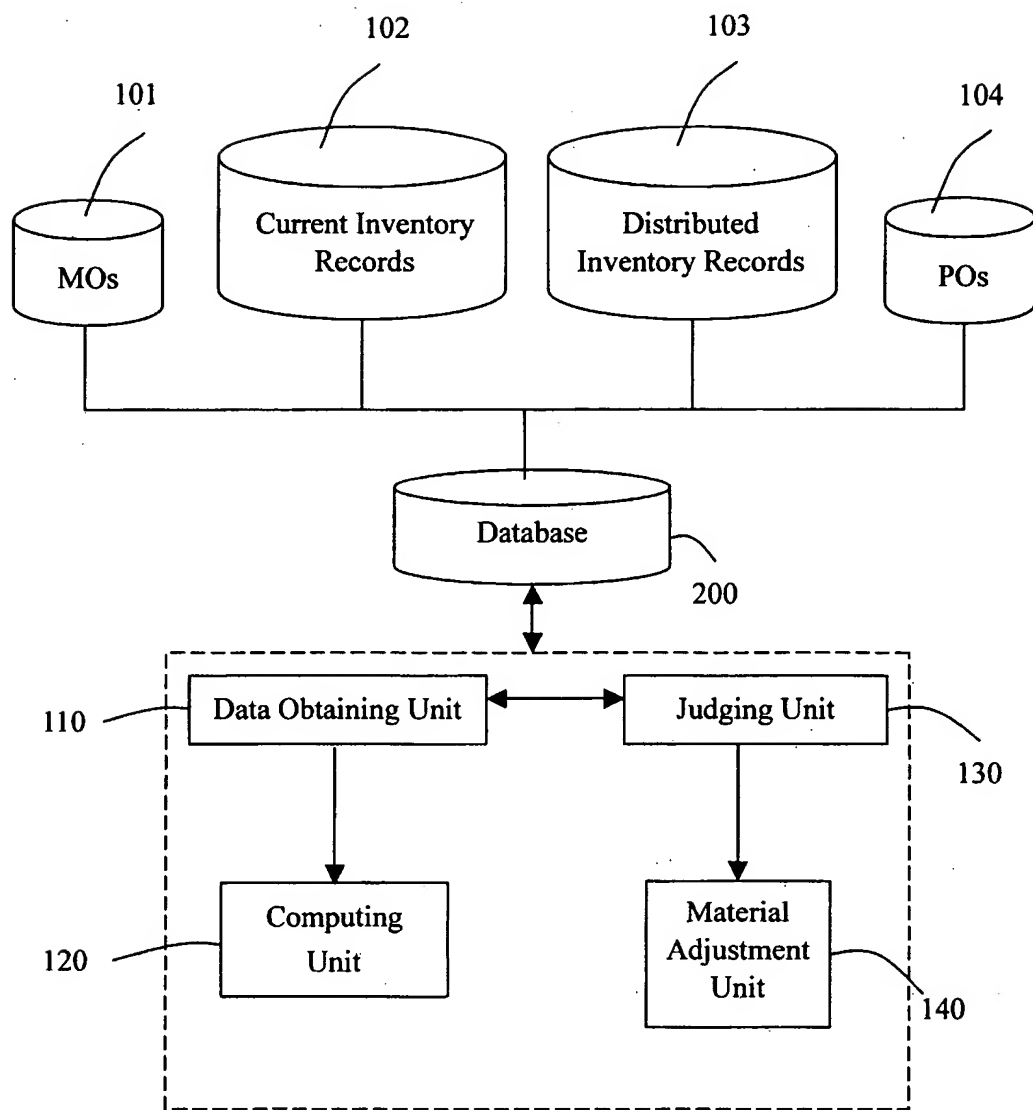 102
103
101
104
MOs
Current Inventory
Records
Distributed
Inventory Records
POs
Database
200
110
Data Obtaining Unit
Judging Unit
130
120
Computing
Unit
Material
Adjustment
Unit
140